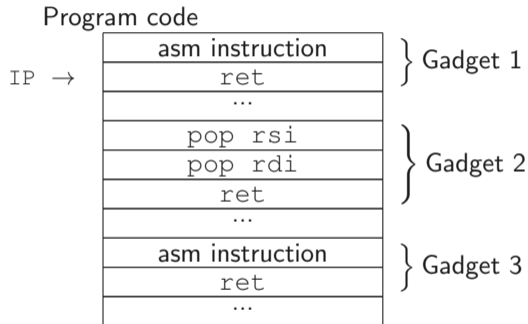 Program code
asm instruction
Gadget 1
IP → ret
...
pop rsi
pop rdi
Gadget 2
ret
...
asm instruction
Gadget 3
ret
...